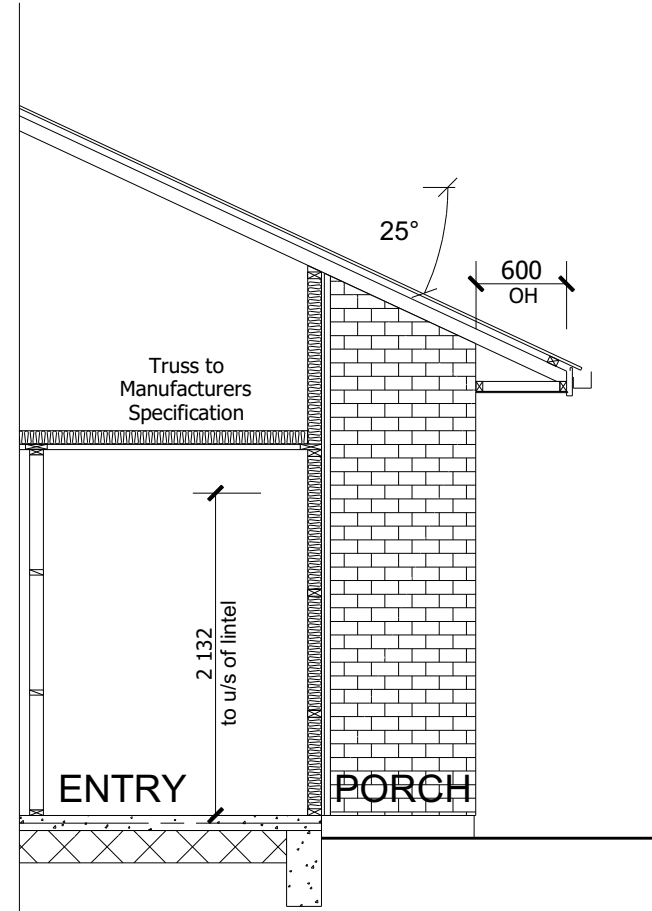 25°
600
OH
Truss to
Manufacturers
Specification
2 132
to u/s of lintel
ENTRY
PORCH